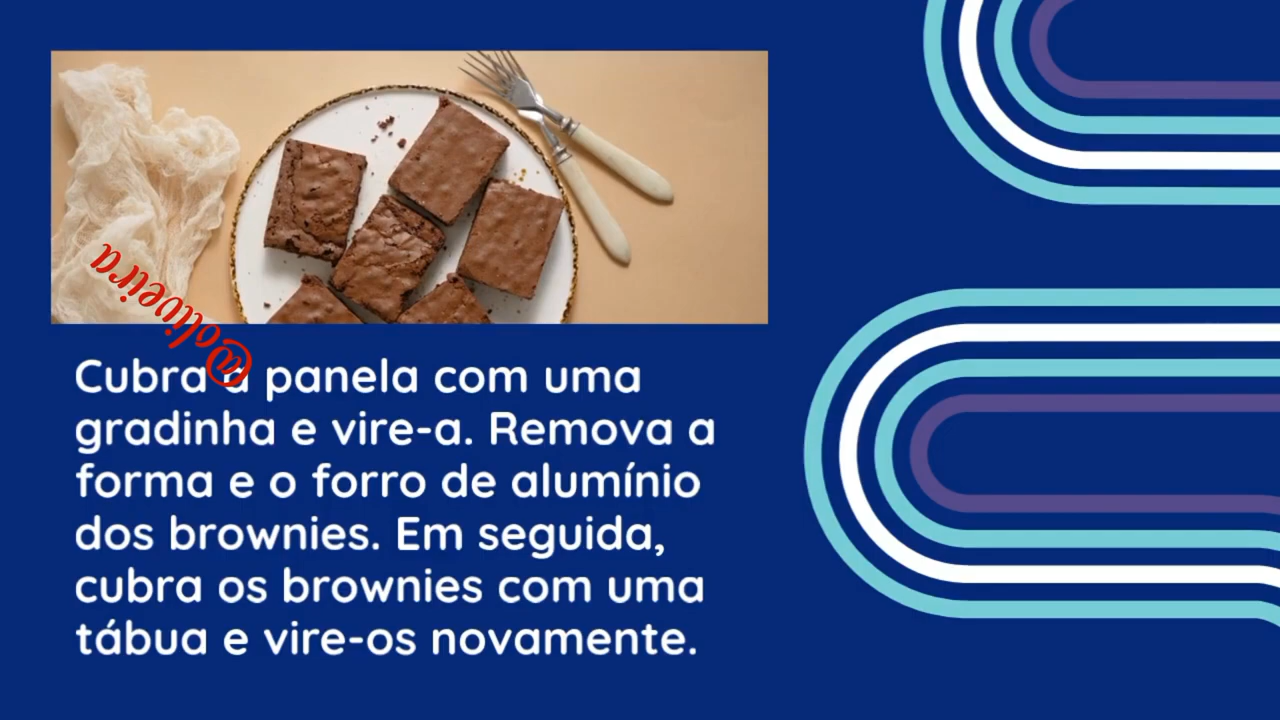 @oliveira
Cubra a panela com uma
gradinha e vire-a. Remova a
forma e o forro de alumínio
dos brownies. Em seguida,
cubra os brownies com uma
tábua e vire-os novamente.